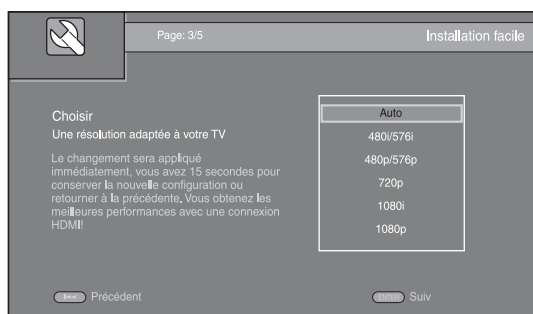 Page: 3/5
Installation facile
Choisir
Une résolution adaptée à votre TV
Le changement sera appliqué
immédiatement, vous avez 15 secondes pour
conserver la nouvelle configuration ou
retourner à la précédente, Vous obtenez les
meilleures performances avec une connexion
HDMI!
Auto
480i/576i
480p/576p
720p
1080i
1080p
Précédent
ENTER Suiv